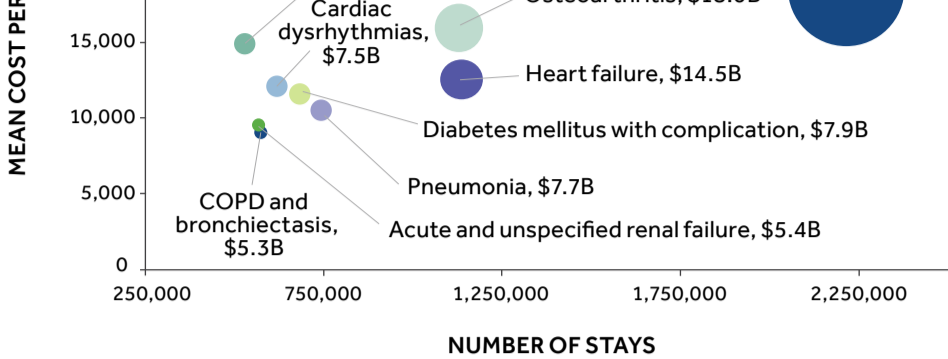 Cardiac
dysrhythmias,
$7.5B
15,000
Heart failure, $14.5B
10,000
Diabetes mellitus with complication, $7.9B
Pneumonia, $7.7B
5,000
COPD and
bronchiectasis,
$5.3B
Acute and unspecified renal failure, $5.4B
0
250,000
750,000
1,250,000
1,750,000
2,250,000
NUMBER OF STAYS
MEAN COST PER